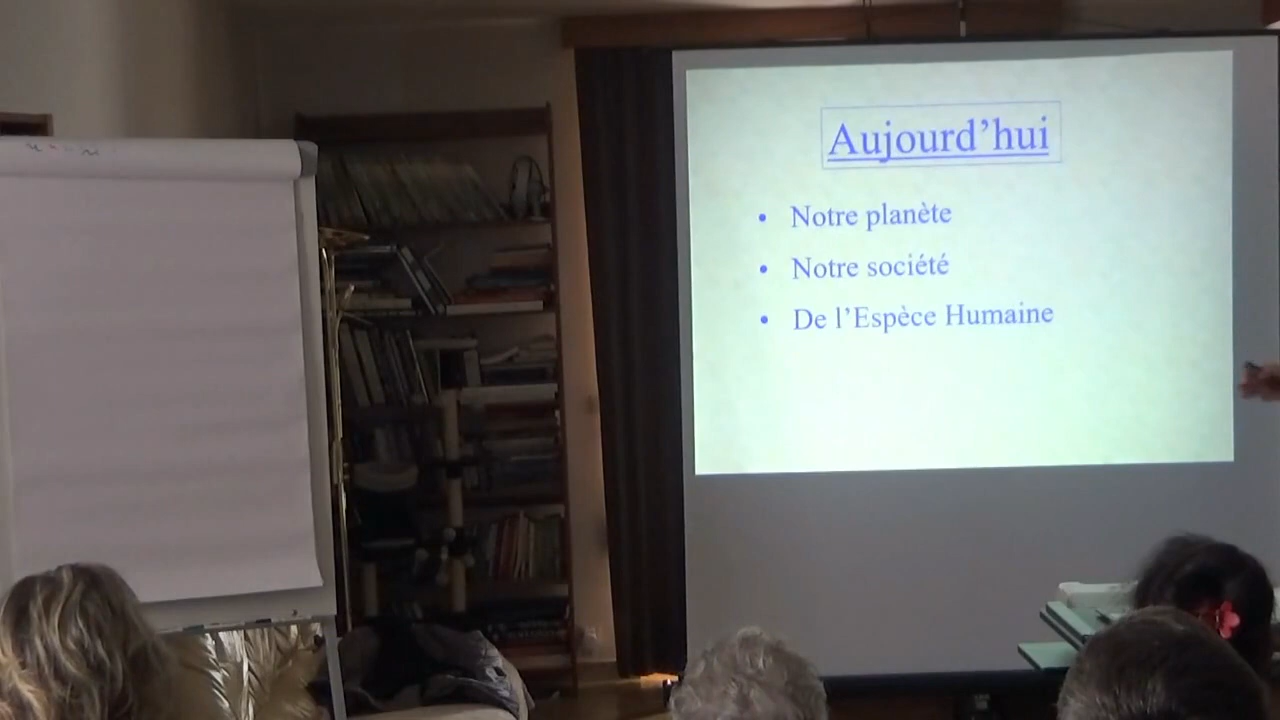 Aujourd’hui
• Notre planète
• Notre société
• De l’Espèce Humaine